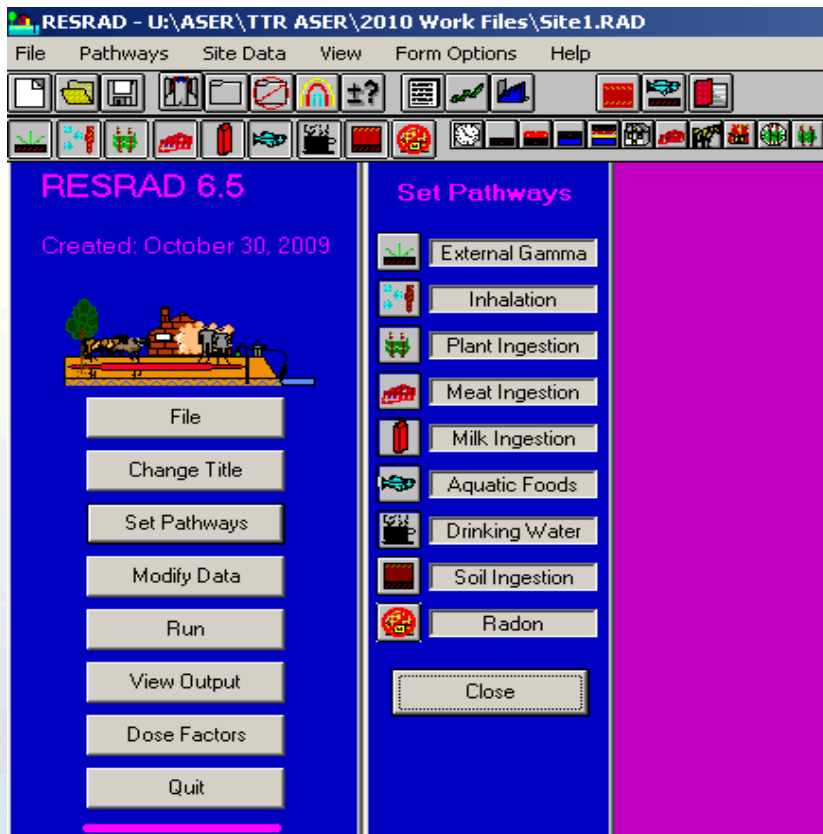 RESRAD - U:\ASER\TTR ASER\2010 Work Files\Site1.RAD
File Pathways Site Data View Form Options Help
±?
RESRAD 6.5
Created: October 30, 2009
File
Change Title
Set Pathways
Modify Data
Run
View Output
Dose Factors
Quit
Set Pathways
External Gamma
Inhalation
Plant Ingestion
Meat Ingestion
Milk Ingestion
Aquatic Foods
Drinking Water
Soil Ingestion
Radon
Close